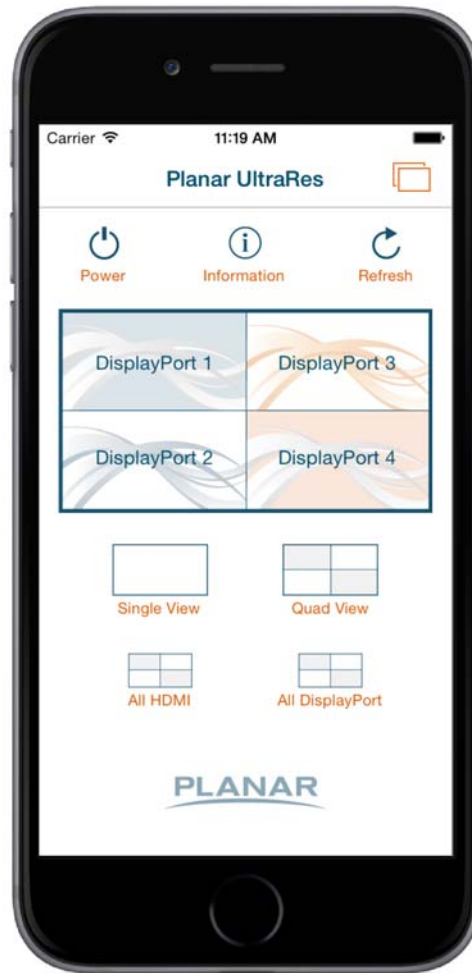 Carrier 11:19 AM
Planar UltraRes
Power Information Refresh
DisplayPort 1 DisplayPort 3
DisplayPort 2 DisplayPort 4
Single View Quad View
All HDMI All DisplayPort
PLANAR